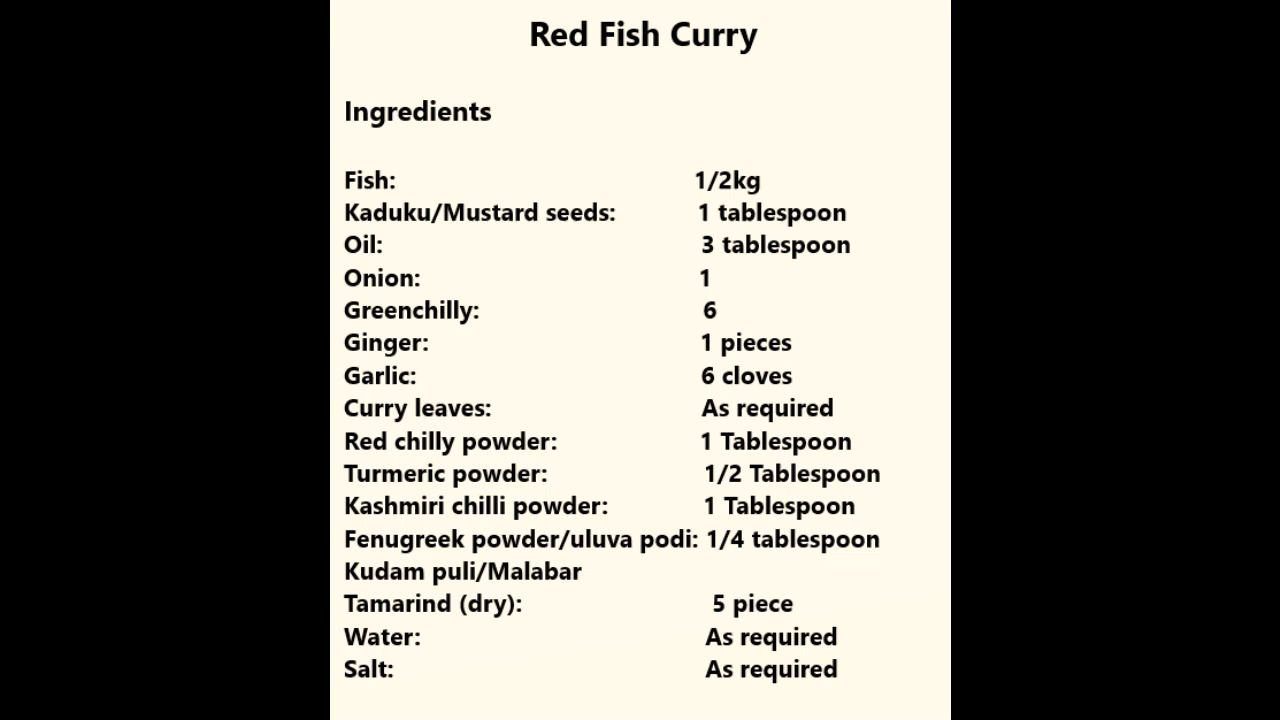 Red Fish Curry
Ingredients
Fish: 1/2kg
Kaduku/Mustard seeds: 1 tablespoon
Oil: 3 tablespoon
Onion: 1
Greenchilly: 6
Ginger: 1 pieces
Garlic: 6 cloves
Curry leaves: As required
Red chilly powder: 1 Tablespoon
Turmeric powder: 1/2 Tablespoon
Kashmiri chilli powder: 1 Tablespoon
Fenugreek powder/uluva podi: 1/4 tablespoon
Kudam puli/Malabar
Tamarind (dry): 5 piece
Water: As required
Salt: As required